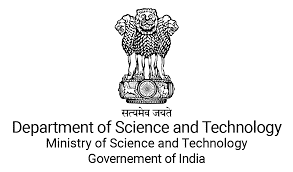 सत्यमेव जयते
Department of Science and Technology
Ministry of Science and Technology
Governement of India